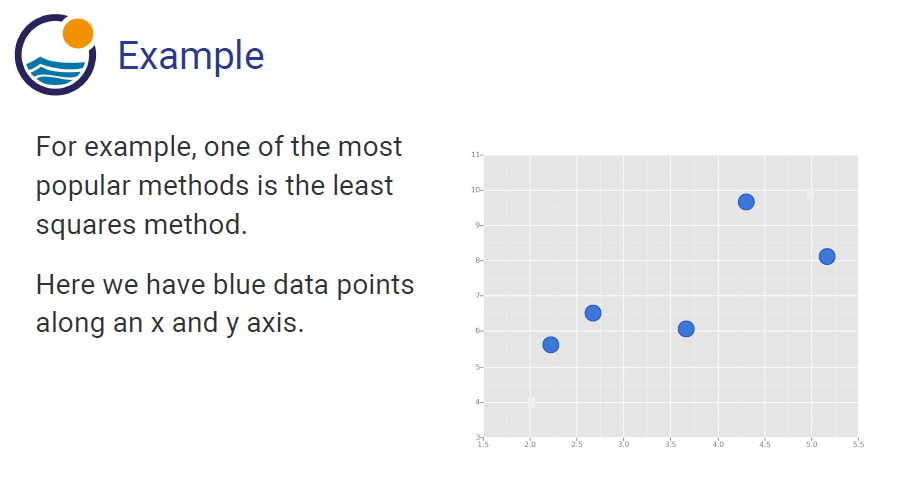 Example
For example, one of the most
popular methods is the least
squares method.
Here we have blue data points
along an x and y axis.
11
10
9
8
7
6
5
4
3
1.5 2.0 2.5 3.0 3.5 4.0 4.5 5.0 5.5